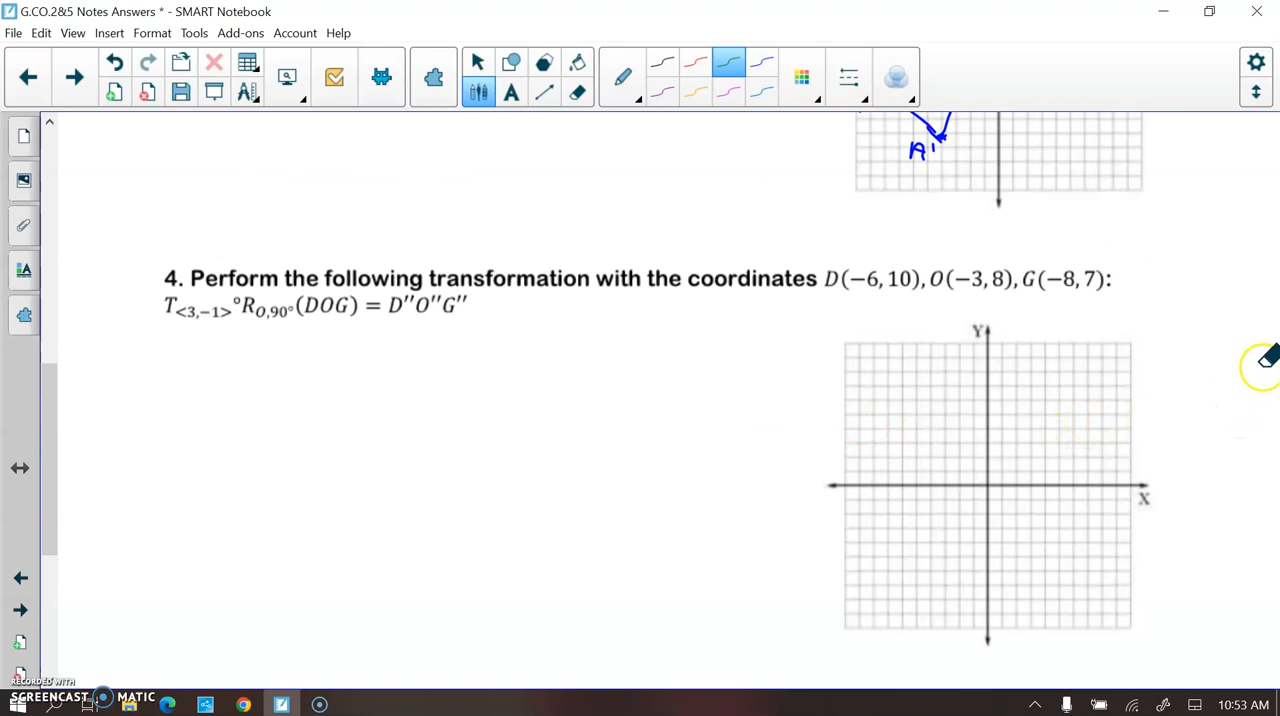 G.CO.2&5 Notes Answers * - SMART Notebook
File Edit View Insert Format Tools Add-ons Account Help
A'
4. Perform the following transformation with the coordinates D(−6, 10), O(−3, 8), G(−8, 7):
T<3,−1>°R_O,90°(DOG) = D′′O′′G′′
Y
X
RECORDED WITH
SCREENCAST MATIC
10:53 AM